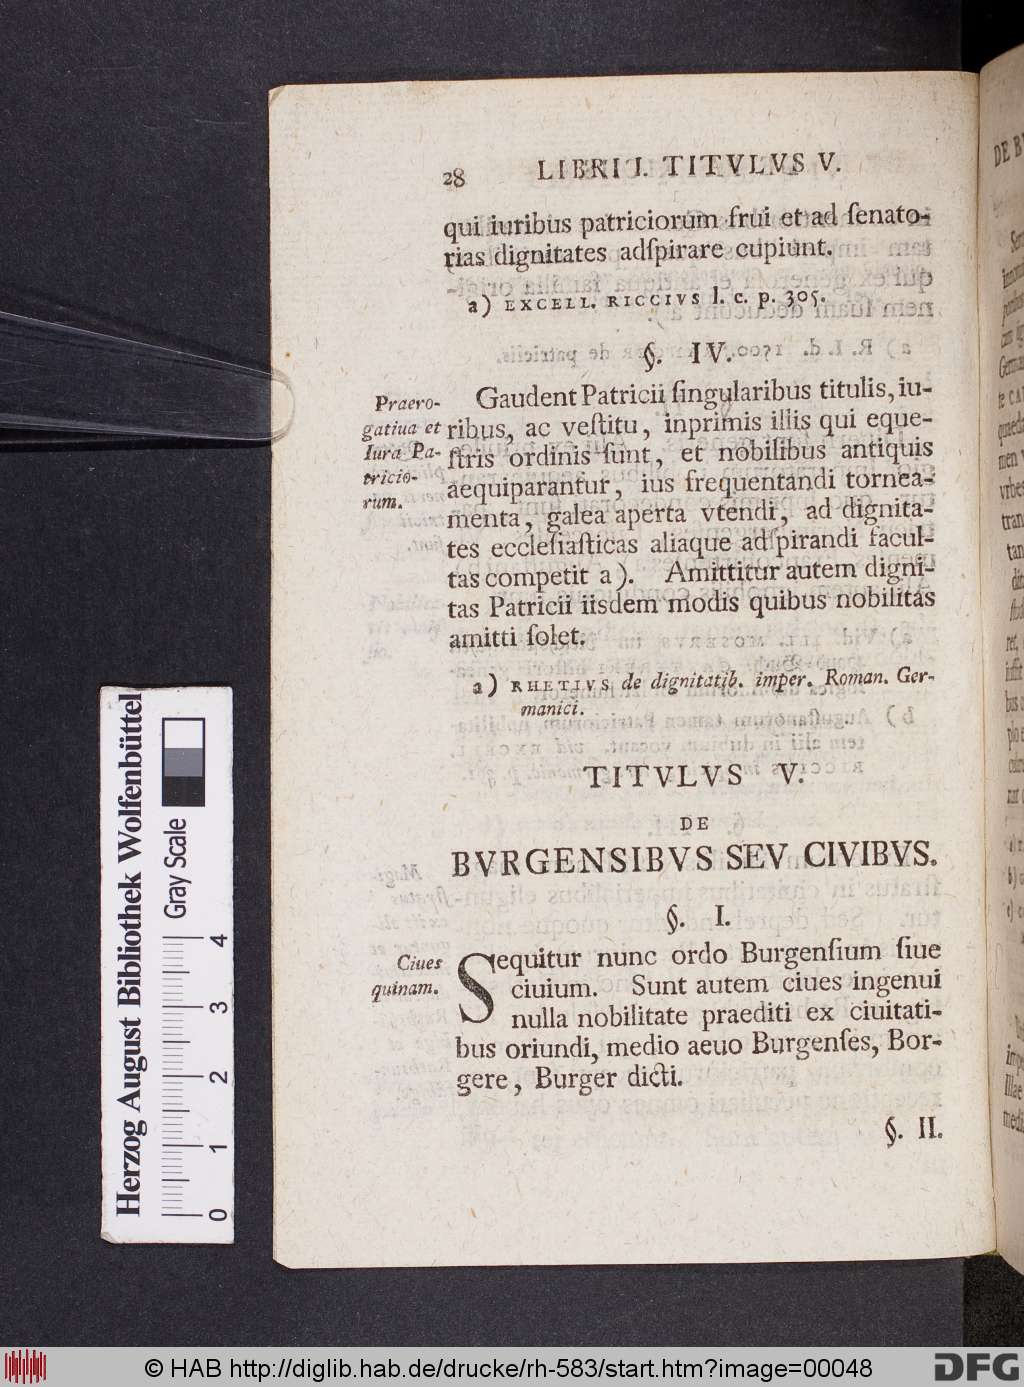 28 LIBRI I. TITVLVS V.
qui iuribus patriciorum frui et ad ſenato-
rias dignitates adſpirare cupiunt.
a) EXCELL. RICCIVS l. c. p. 305.
§. IV.
Praero-
gatiua et
Iura Pa-
tricio-
rum.
Gaudent Patricii ſingularibus titulis, iu-
ribus, ac veſtitu, inprimis illis qui eque-
ſtris ordinis ſunt, et nobilibus antiquis
aequiparantur, ius frequentandi tornea-
menta, galea aperta vtendi, ad dignita-
tes eccleſiaſticas aliaque adſpirandi facul-
tas competit a). Amittitur autem digni-
tas Patricii iisdem modis quibus nobilitas
amitti ſolet.
a) RHETIVS de dignitatib. imper. Roman. Ger-
manici.
TITVLVS V.
DE
BVRGENSIBVS SEV CIVIBVS.
§. I.
Ciues
quinam.
Sequitur nunc ordo Burgenſium ſiue
ciuium. Sunt autem ciues ingenui
nulla nobilitate praediti ex ciuitati-
bus oriundi, medio aeuo Burgenſes, Bor-
gere, Burger dicti.
§. II.
DE B
Herzog August Bibliothek Wolfenbüttel
Gray Scale
0 1 2 3 4
© HAB http://diglib.hab.de/drucke/rh-583/start.htm?image=00048
DFG